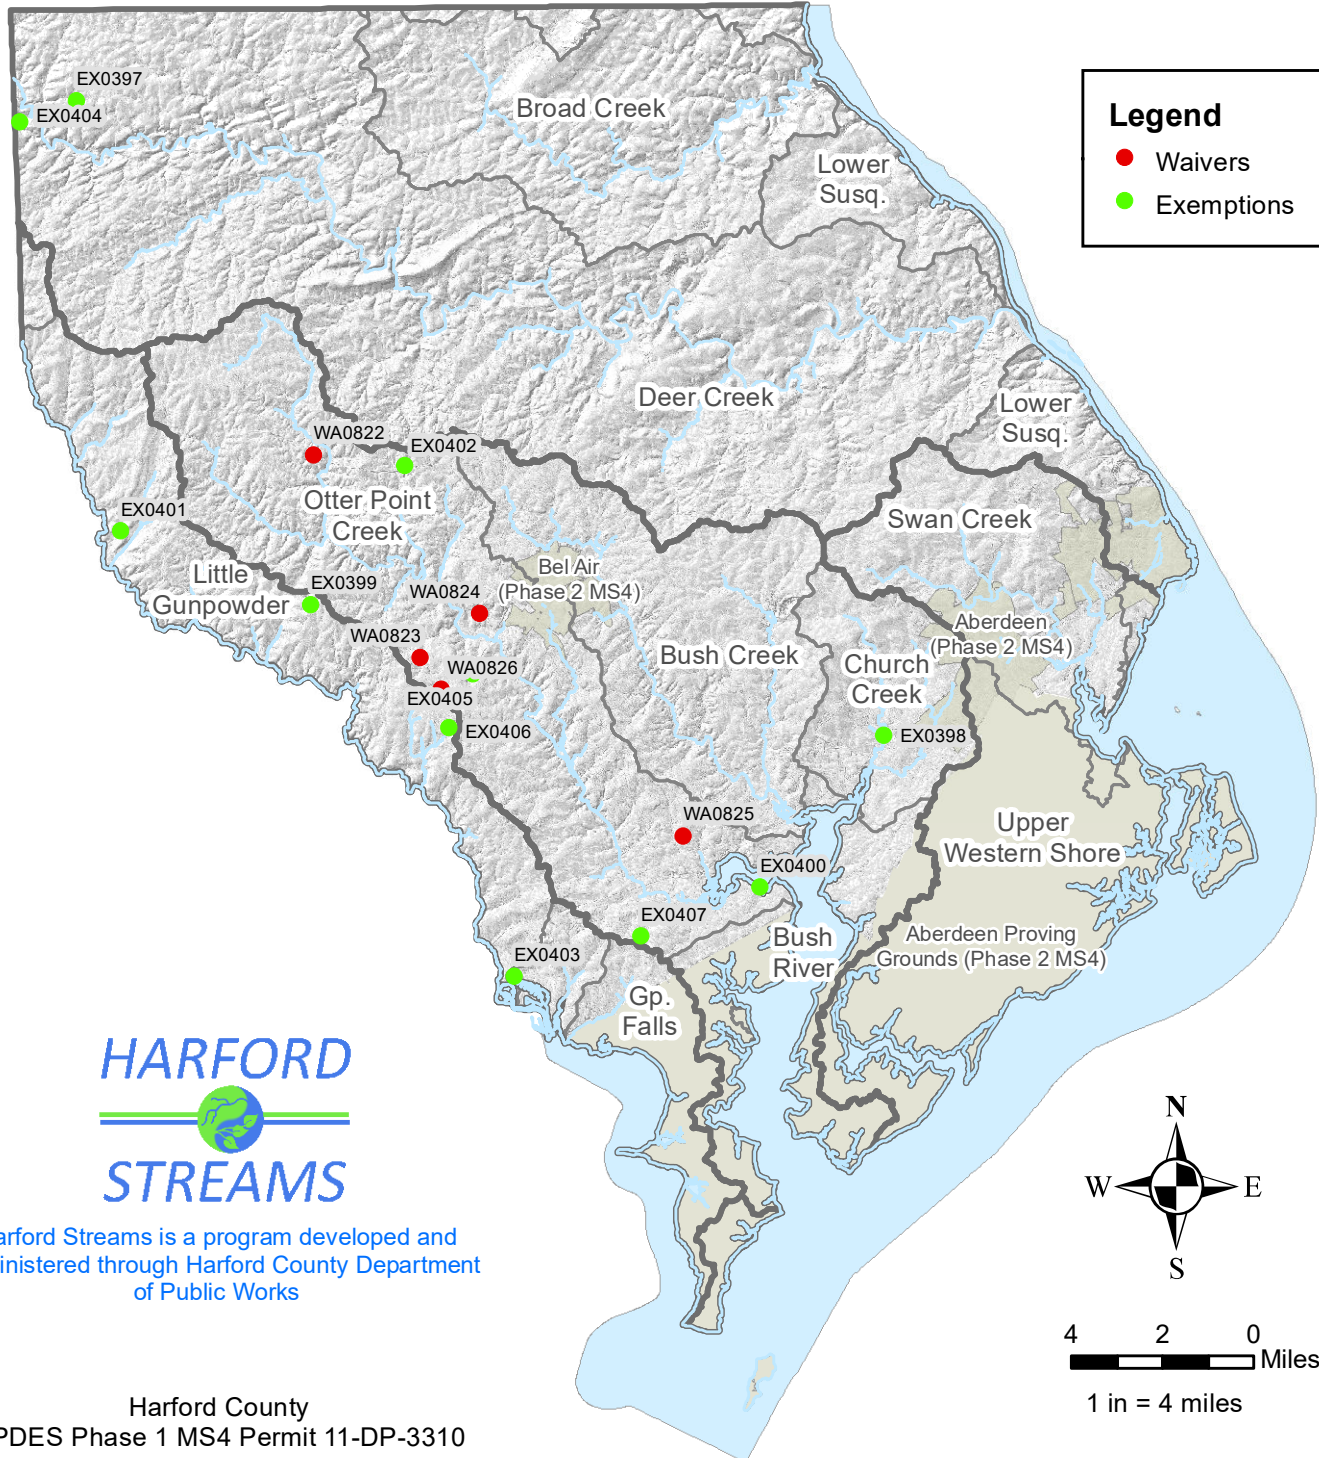 EX0397
EX0404
Broad Creek
Lower
Susq.
Legend
Waivers
Exemptions
Deer Creek
Lower
Susq.
WA0822
EX0402
Otter Point
Creek
EX0401
Swan Creek
Little
Gunpowder
EX0399
Bel Air
(Phase 2 MS4)
WA0824
WA0823
WA0826
EX0405
EX0406
Bush Creek
Church
Creek
Aberdeen
(Phase 2 MS4)
EX0398
WA0825
EX0400
Upper
Western Shore
EX0407
EX0403
Bush
River
Aberdeen Proving
Grounds (Phase 2 MS4)
Gp.
Falls
HARFORD
STREAMS
arford Streams is a program developed and
inistered through Harford County Department
of Public Works
N
W
E
S
4 2 0
Miles
1 in = 4 miles
Harford County
PDES Phase 1 MS4 Permit 11-DP-3310